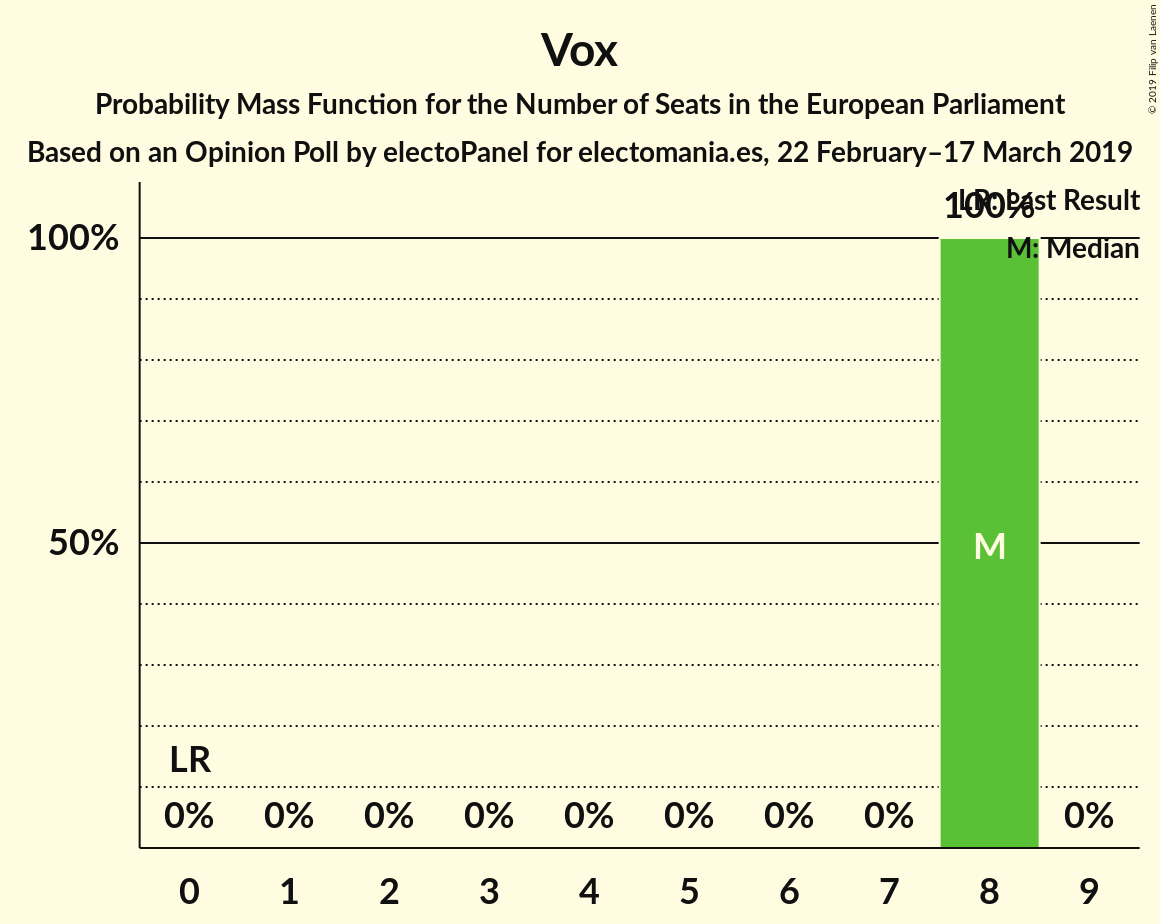 Vox
Probability Mass Function for the Number of Seats in the European Parliament
Based on an Opinion Poll by electoPanel for electomania.es, 22 February–17 March 2019
© 2019 Filip van Laenen
LR: Last Result
M: Median
100%
100%
50%
M
LR
0% 0% 0% 0% 0% 0% 0% 0% 0%
0 1 2 3 4 5 6 7 8 9